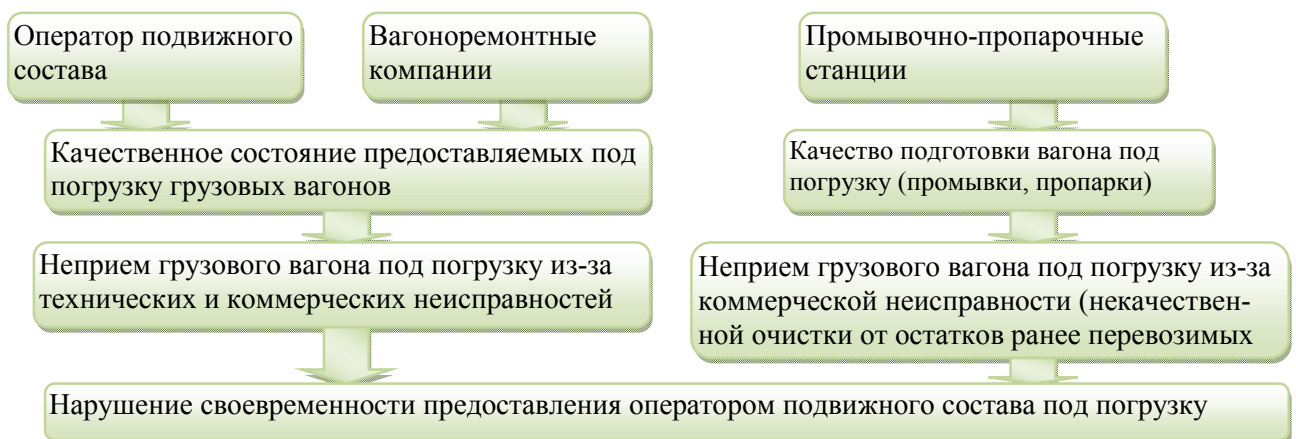 Оператор подвижного
состава
Вагоноремонтные
компании
Промывочно-пропарочные
станции
Качественное состояние предоставляемых под
погрузку грузовых вагонов
Качество подготовки вагона под
погрузку (промывки, пропарки)
Неприем грузового вагона под погрузку из-за
технических и коммерческих неисправностей
Неприем грузового вагона под погрузку из-за
коммерческой неисправности (некачествен-
ной очистки от остатков ранее перевозимых
Нарушение своевременности предоставления оператором подвижного состава под погрузку